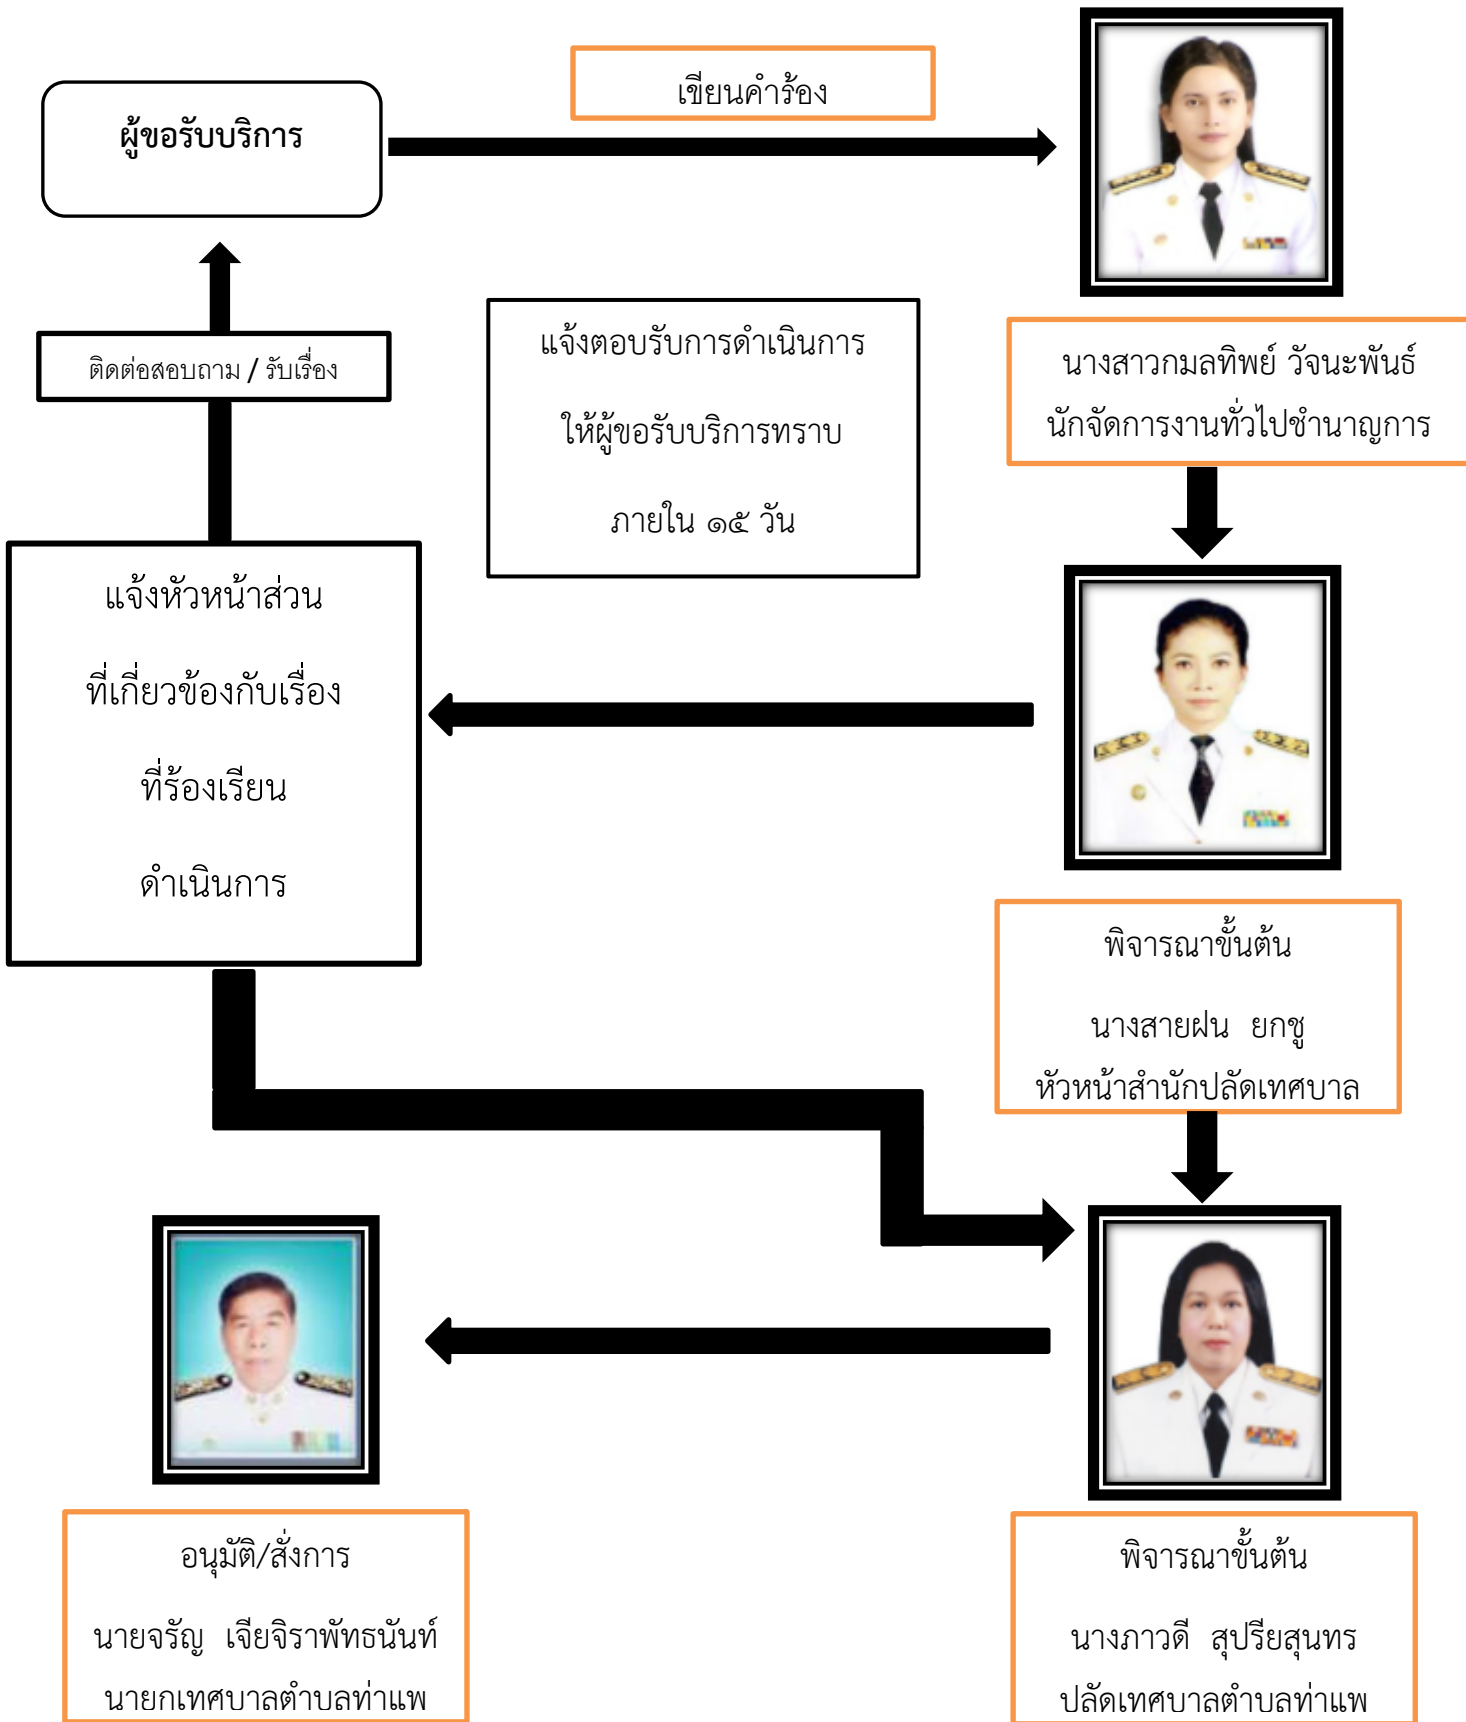 เขียนคำร้อง
ผู้ขอรับบริการ
แจ้งตอบรับการดำเนินการ
ให้ผู้ขอรับบริการทราบ
ภายใน ๑๕ วัน
ติดต่อสอบถาม / รับเรื่อง
นางสาวกมลทิพย์ วัจนะพันธ์
นักจัดการงานทั่วไปชำนาญการ
แจ้งหัวหน้าส่วน
ที่เกี่ยวข้องกับเรื่อง
ที่ร้องเรียน
ดำเนินการ
พิจารณาขั้นต้น
นางสายฝน ยกชู
หัวหน้าสำนักปลัดเทศบาล
อนุมัติ/สั่งการ
นายจรัญ เจียจิราพัทธนันท์
นายกเทศบาลตำบลท่าแพ
พิจารณาขั้นต้น
นางภาวดี สุปรียสุนทร
ปลัดเทศบาลตำบลท่าแพ